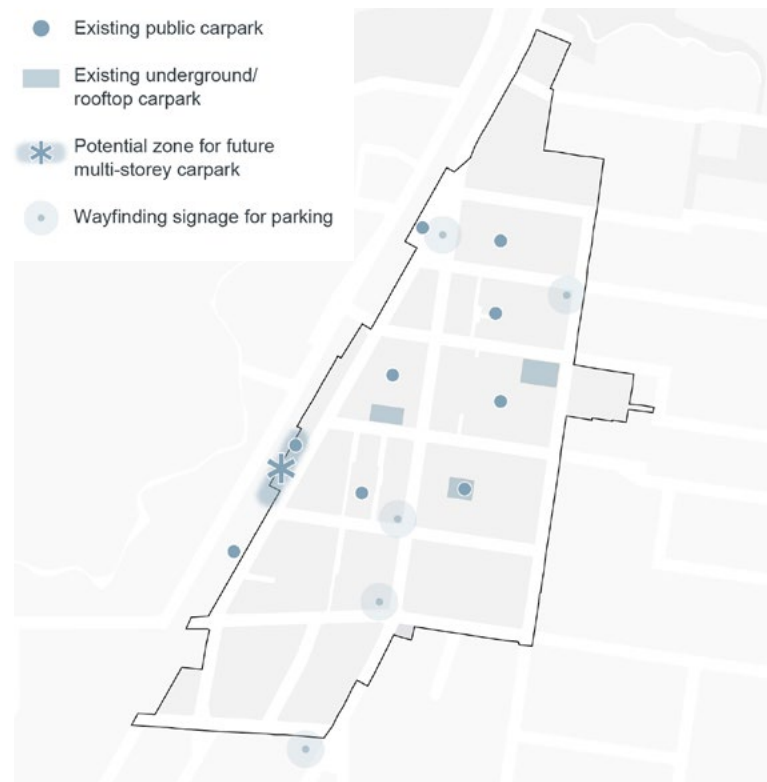 Existing public carpark
Existing underground/
rooftop carpark
Potential zone for future
multi-storey carpark
Wayfinding signage for parking